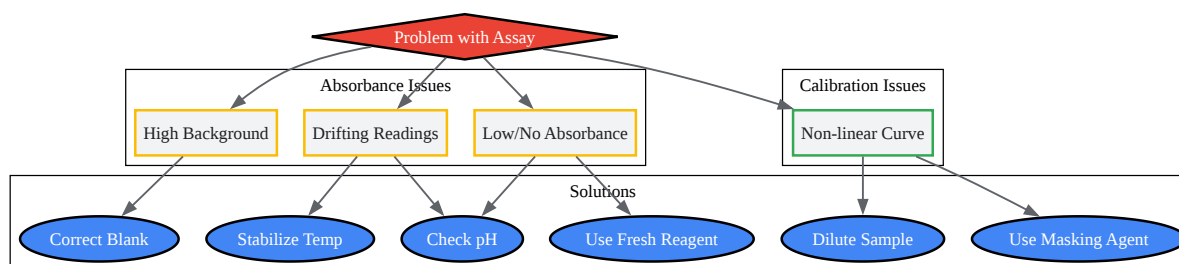 Problem with Assay
Absorbance Issues
Calibration Issues
High Background
Drifting Readings
Low/No Absorbance
Non-linear Curve
Solutions
Correct Blank
Stabilize Temp
Check pH
Use Fresh Reagent
Dilute Sample
Use Masking Agent